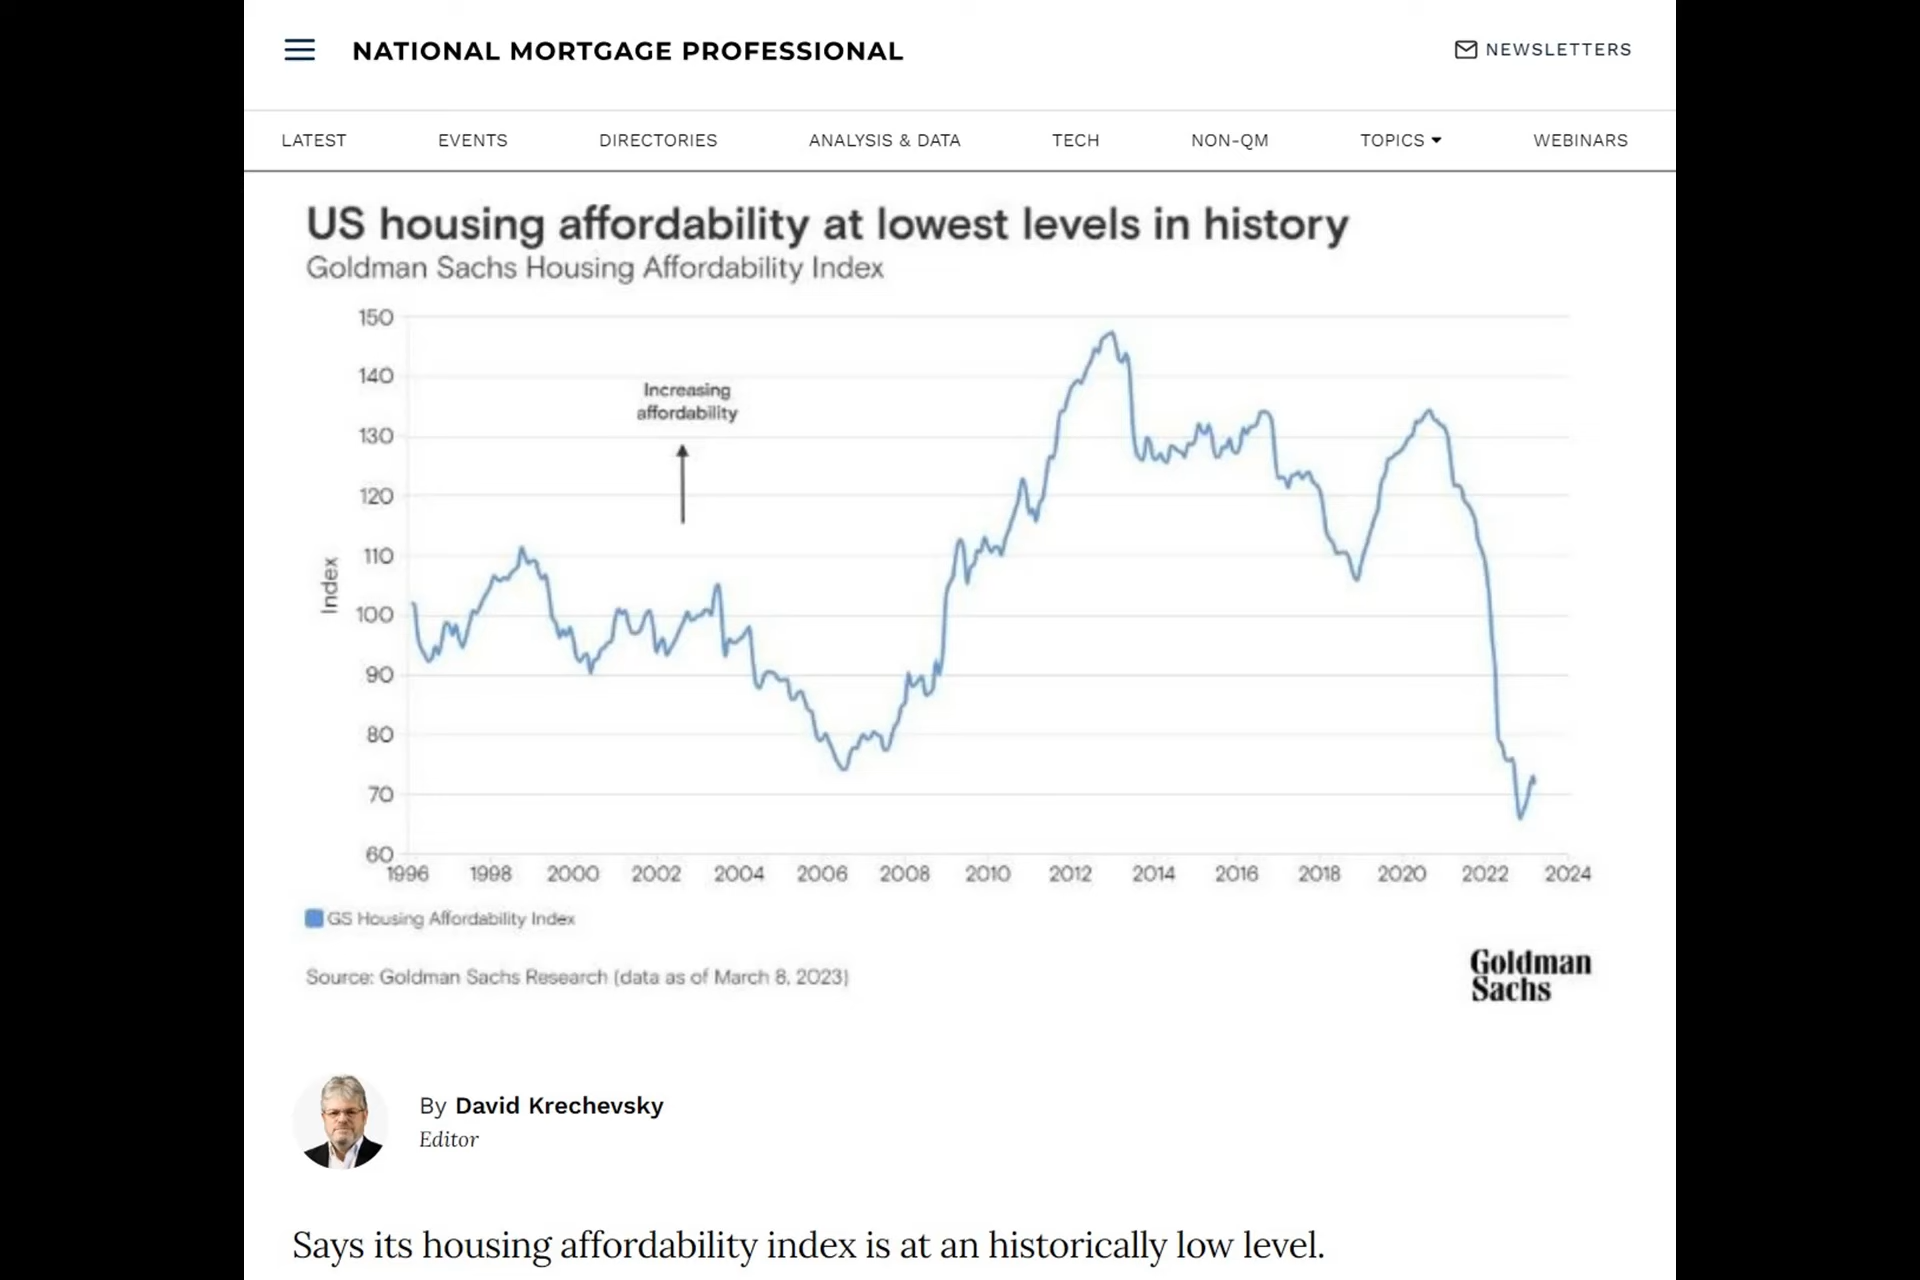 NATIONAL MORTGAGE PROFESSIONAL
NEWSLETTERS
LATEST EVENTS DIRECTORIES ANALYSIS & DATA TECH NON-QM TOPICS WEBINARS
US housing affordability at lowest levels in history
Goldman Sachs Housing Affordability Index
150
140
130
120
110
100
90
80
70
60
Index
Increasing
affordability
1996 1998 2000 2002 2004 2006 2008 2010 2012 2014 2016 2018 2020 2022 2024
GS Housing Affordability Index
Source: Goldman Sachs Research (data as of March 8, 2023)
Goldman
Sachs
By David Krechevsky
Editor
Says its housing affordability index is at an historically low level.